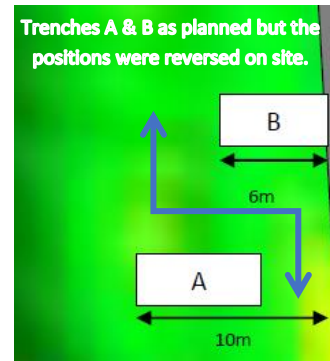 Trenches A & B as planned but the
positions were reversed on site.
B
6m
A
10m